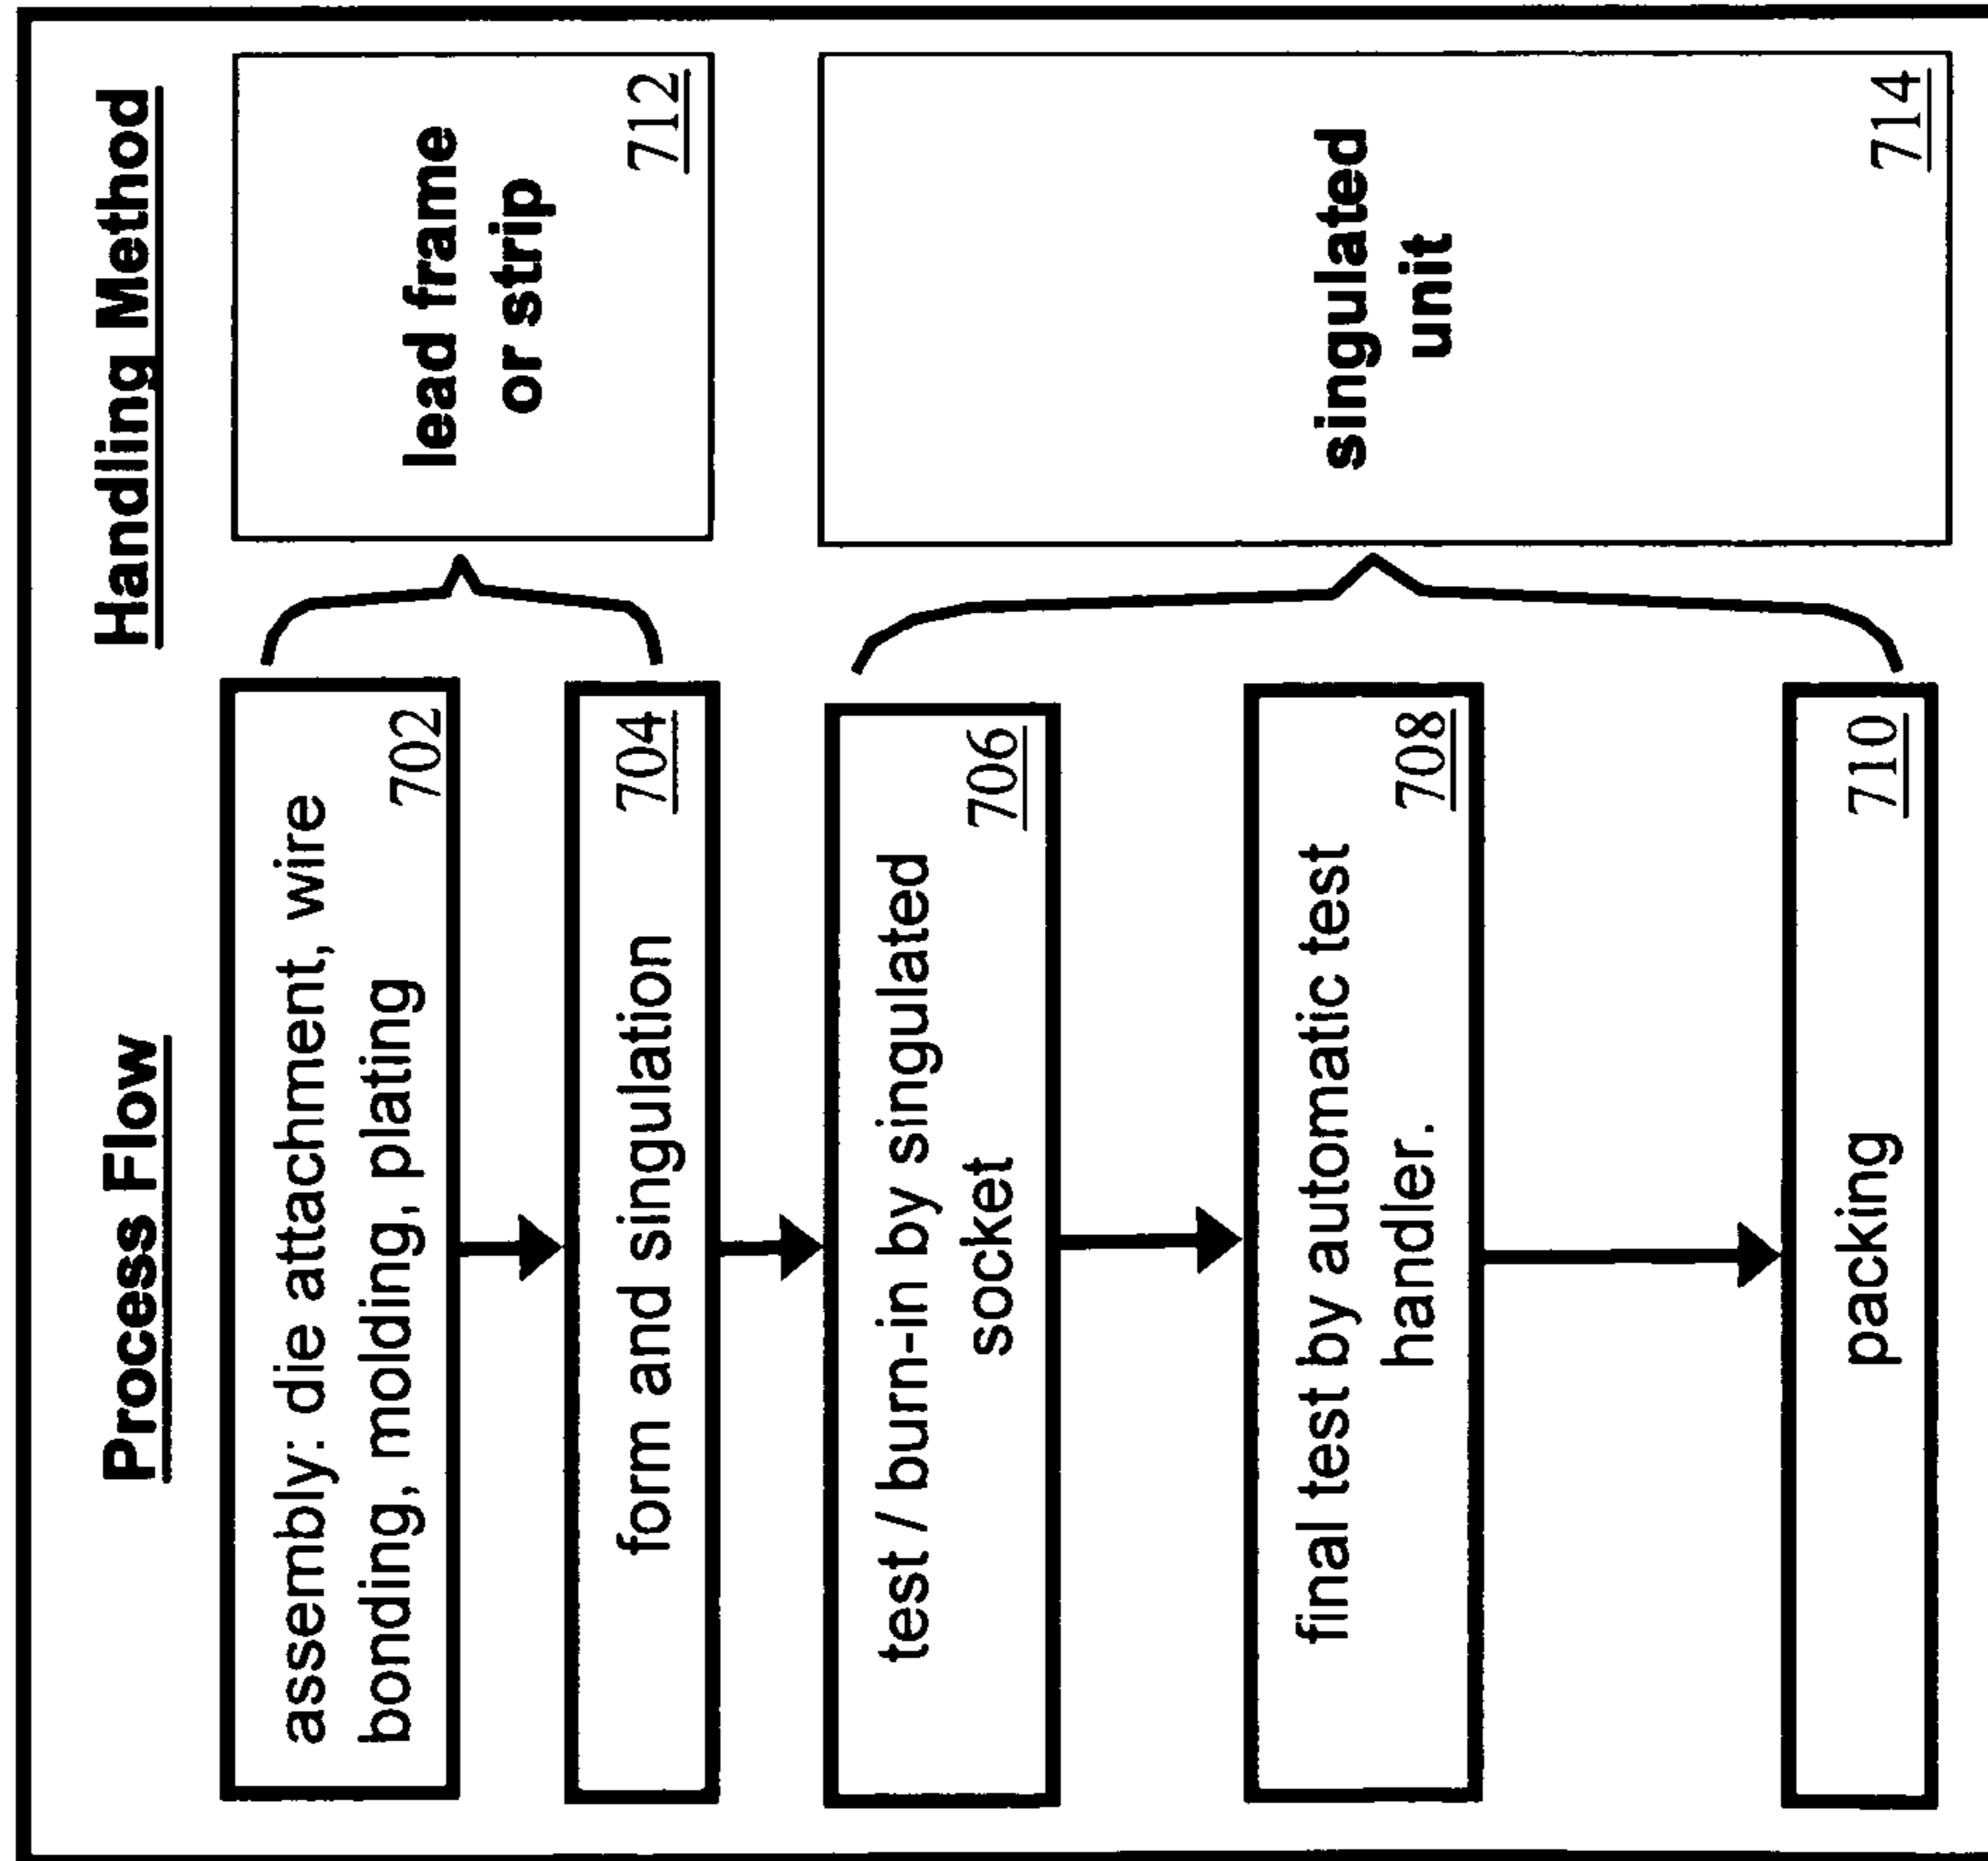 Process Flow
Handling Method
assembly: die attachment, wire
bonding, molding, plating
702
form and singulation
704
test / burn-in by singulated
socket
706
final test by automatic test
handler.
708
packing
710
lead frame
or strip
712
singulated
unit
714